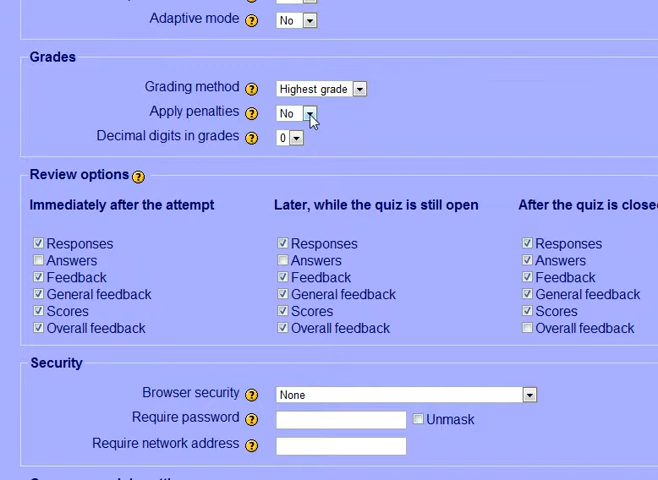 Adaptive mode ? No
Grades
Grading method ? Highest grade
Apply penalties ? No
Decimal digits in grades ? 0
Review options ?
Immediately after the attempt Later, while the quiz is still open After the quiz is close
Responses Responses Responses
Answers Answers Answers
Feedback Feedback Feedback
General feedback General feedback General feedback
Scores Scores Scores
Overall feedback Overall feedback Overall feedback
Security
Browser security ? None
Require password ? Unmask
Require network address ?